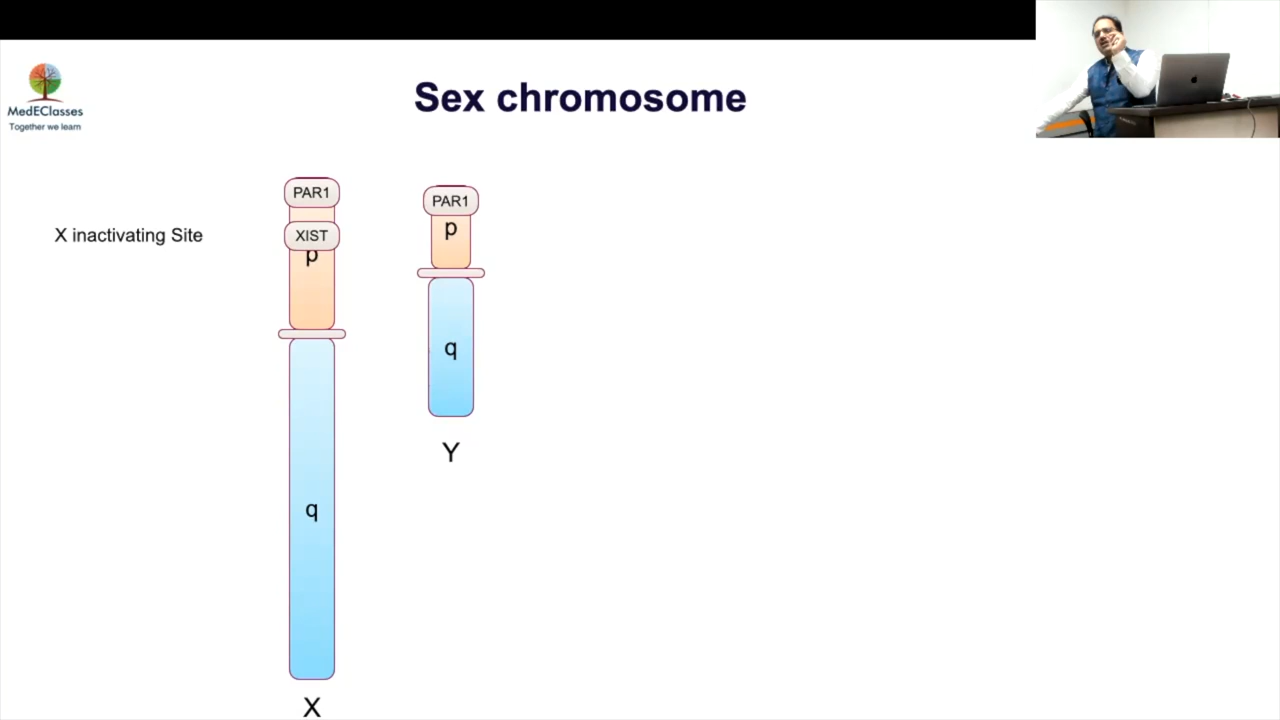 MedEClasses
Together we learn
Sex chromosome
PAR1
PAR1
X inactivating Site
XIST
p
p
q
q
Y
X